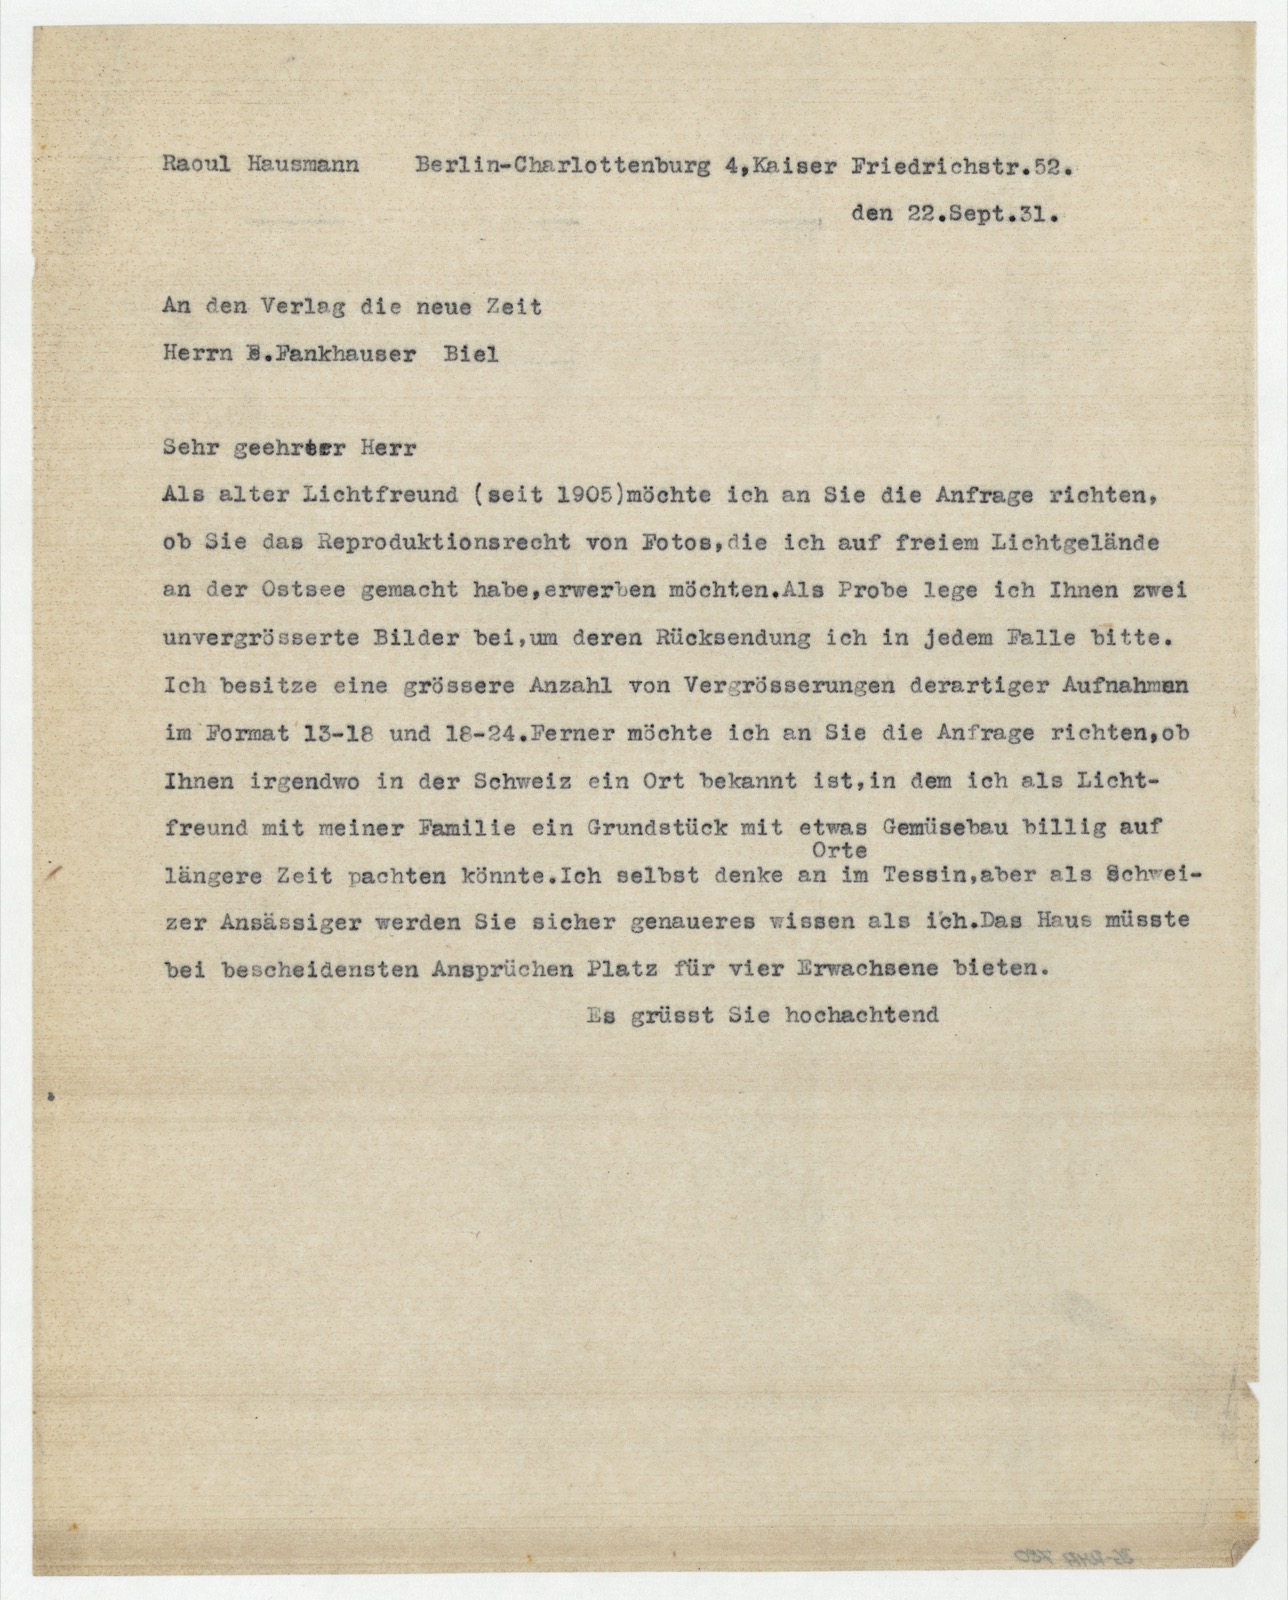 Raoul Hausmann    Berlin-Charlottenburg 4,Kaiser Friedrichstr.52.
den 22.Sept.31.
An den Verlag die neue Zeit
Herrn E.Fankhauser  Biel
Sehr geehrter Herr
Als alter Lichtfreund (seit 1905)möchte ich an Sie die Anfrage richten,
ob Sie das Reproduktionsrecht von Fotos,die ich auf freiem Lichtgelände
an der Ostsee gemacht habe,erwerben möchten.Als Probe lege ich Ihnen zwei
unvergrösserte Bilder bei,um deren Rücksendung ich in jedem Falle bitte.
Ich besitze eine grössere Anzahl von Vergrösserungen derartiger Aufnahmen
im Format 13-18 und 18-24.Ferner möchte ich an Sie die Anfrage richten,ob
Ihnen irgendwo in der Schweiz ein Ort bekannt ist,in dem ich als Licht-
freund mit meiner Familie ein Grundstück mit etwas Gemüsebau billig auf
Orte
längere Zeit pachten könnte.Ich selbst denke an im Tessin,aber als Schwei-
zer Ansässiger werden Sie sicher genaueres wissen als ich.Das Haus müsste
bei bescheidensten Ansprüchen Platz für vier Erwachsene bieten.
Es grüsst Sie hochachtend